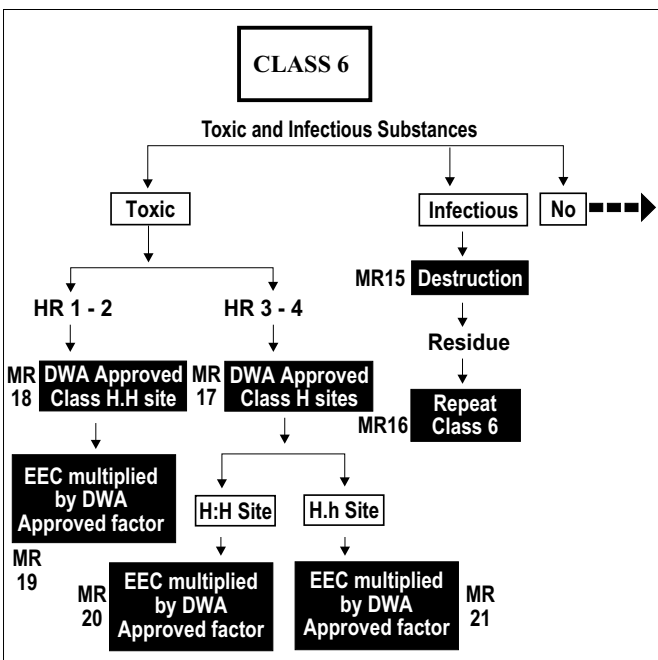 CLASS 6
Toxic and Infectious Substances
Toxic
Infectious
No
MR15
Destruction
HR 1 - 2
HR 3 - 4
Residue
MR
18
DWA Approved
Class H.H site
MR
17
DWA Approved
Class H sites
MR16
Repeat
Class 6
EEC multiplied
by DWA
Approved factor
MR
19
H:H Site
H.h Site
MR
20
EEC multiplied
by DWA
Approved factor
EEC multiplied
by DWA
Approved factor
MR
21